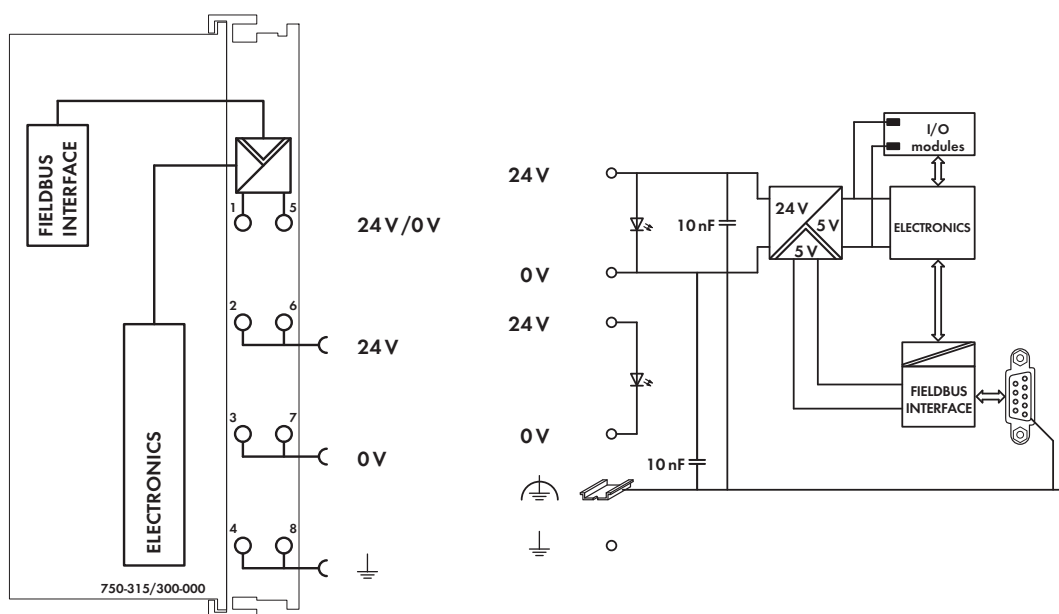 FIELDBUS
INTERFACE
ELECTRONICS
1
5
24 V/0 V
2
6
24 V
3
7
0 V
4
8
750-315/300-000
24 V
0 V
24 V
0 V
10 nF
10 nF
24 V
5 V
5 V
I/O
modules
ELECTRONICS
FIELDBUS
INTERFACE